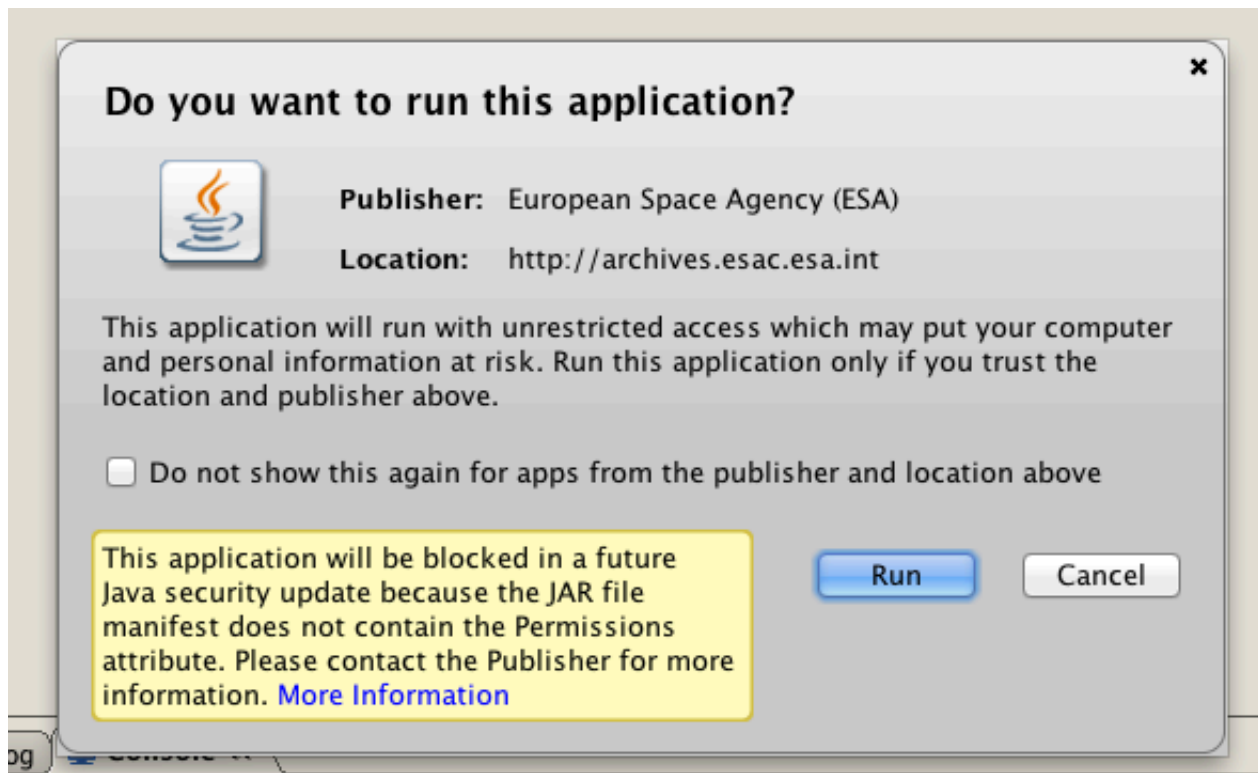 Do you want to run this application?
Publisher: European Space Agency (ESA)
Location: http://archives.esac.esa.int
This application will run with unrestricted access which may put your computer
and personal information at risk. Run this application only if you trust the
location and publisher above.
Do not show this again for apps from the publisher and location above
This application will be blocked in a future
Java security update because the JAR file
manifest does not contain the Permissions
attribute. Please contact the Publisher for more
information. More Information
Run
Cancel
og
Console